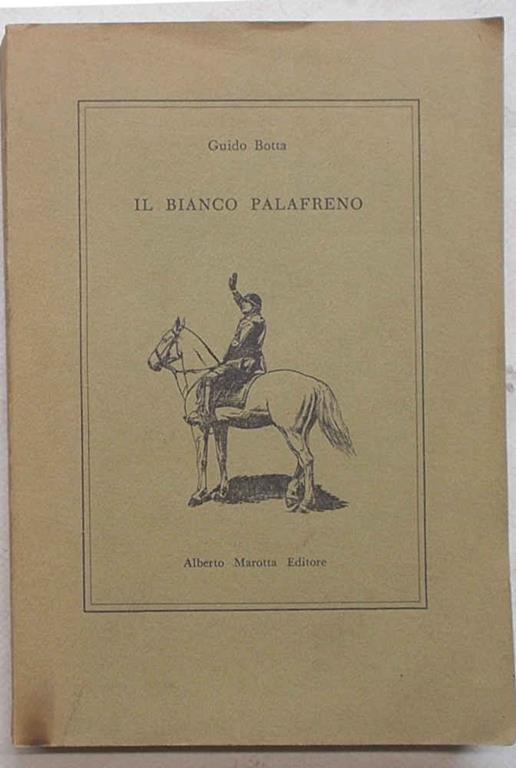 Guido Botta
IL BIANCO PALAFRENO
Alberto Marotta Editore